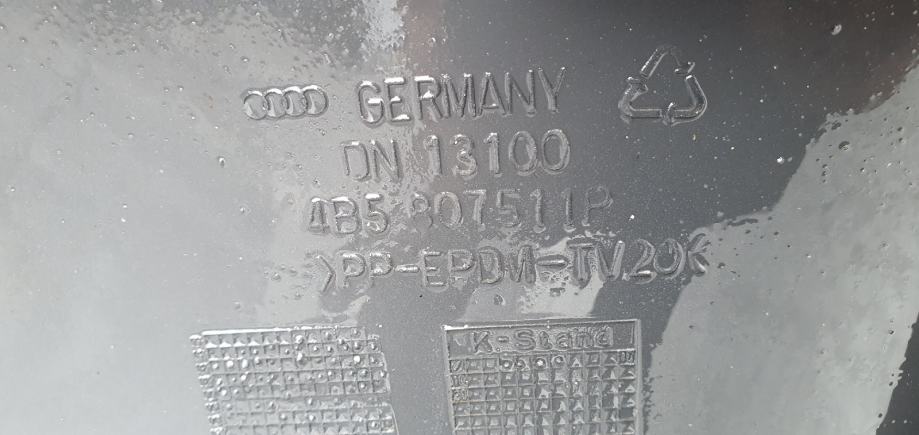 GERMANY
DN 13100
4B5 807511P
>PP-EPDM-TV20<
K-Stand